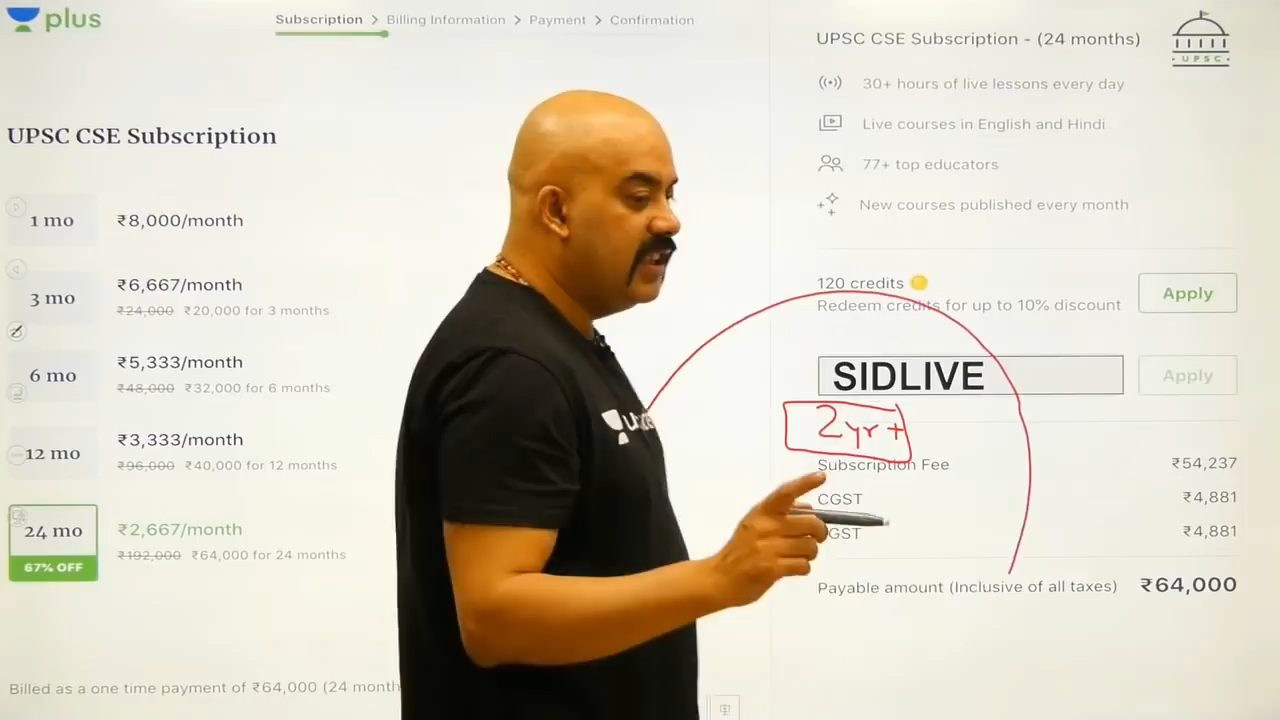 plus
Subscription > Billing Information > Payment > Confirmation
UPSC CSE Subscription
1 mo ₹8,000/month
3 mo ₹6,667/month
₹24,000 ₹20,000 for 3 months
6 mo ₹5,333/month
₹48,000 ₹32,000 for 6 months
12 mo ₹3,333/month
₹96,000 ₹40,000 for 12 months
24 mo ₹2,667/month
67% OFF ₹192,000 ₹64,000 for 24 months
Billed as a one time payment of ₹64,000 (24 month
UPSC CSE Subscription - (24 months)
UPSC
30+ hours of live lessons every day
Live courses in English and Hindi
77+ top educators
New courses published every month
120 credits
Redeem credits for up to 10% discount
Apply
SIDLIVE
Apply
2yr+
Subscription Fee ₹54,237
CGST ₹4,881
GST ₹4,881
Payable amount (Inclusive of all taxes) ₹64,000